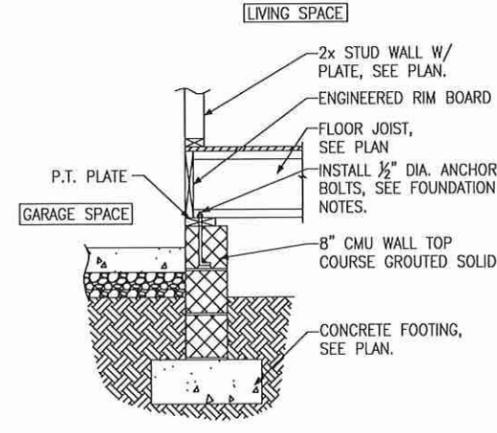 LIVING SPACE
2x STUD WALL W/
PLATE, SEE PLAN.
ENGINEERED RIM BOARD
FLOOR JOIST,
SEE PLAN
P.T. PLATE
INSTALL ½" DIA. ANCHOR
BOLTS, SEE FOUNDATION
NOTES.
GARAGE SPACE
8" CMU WALL TOP
COURSE GROUTED SOLID
CONCRETE FOOTING,
SEE PLAN.